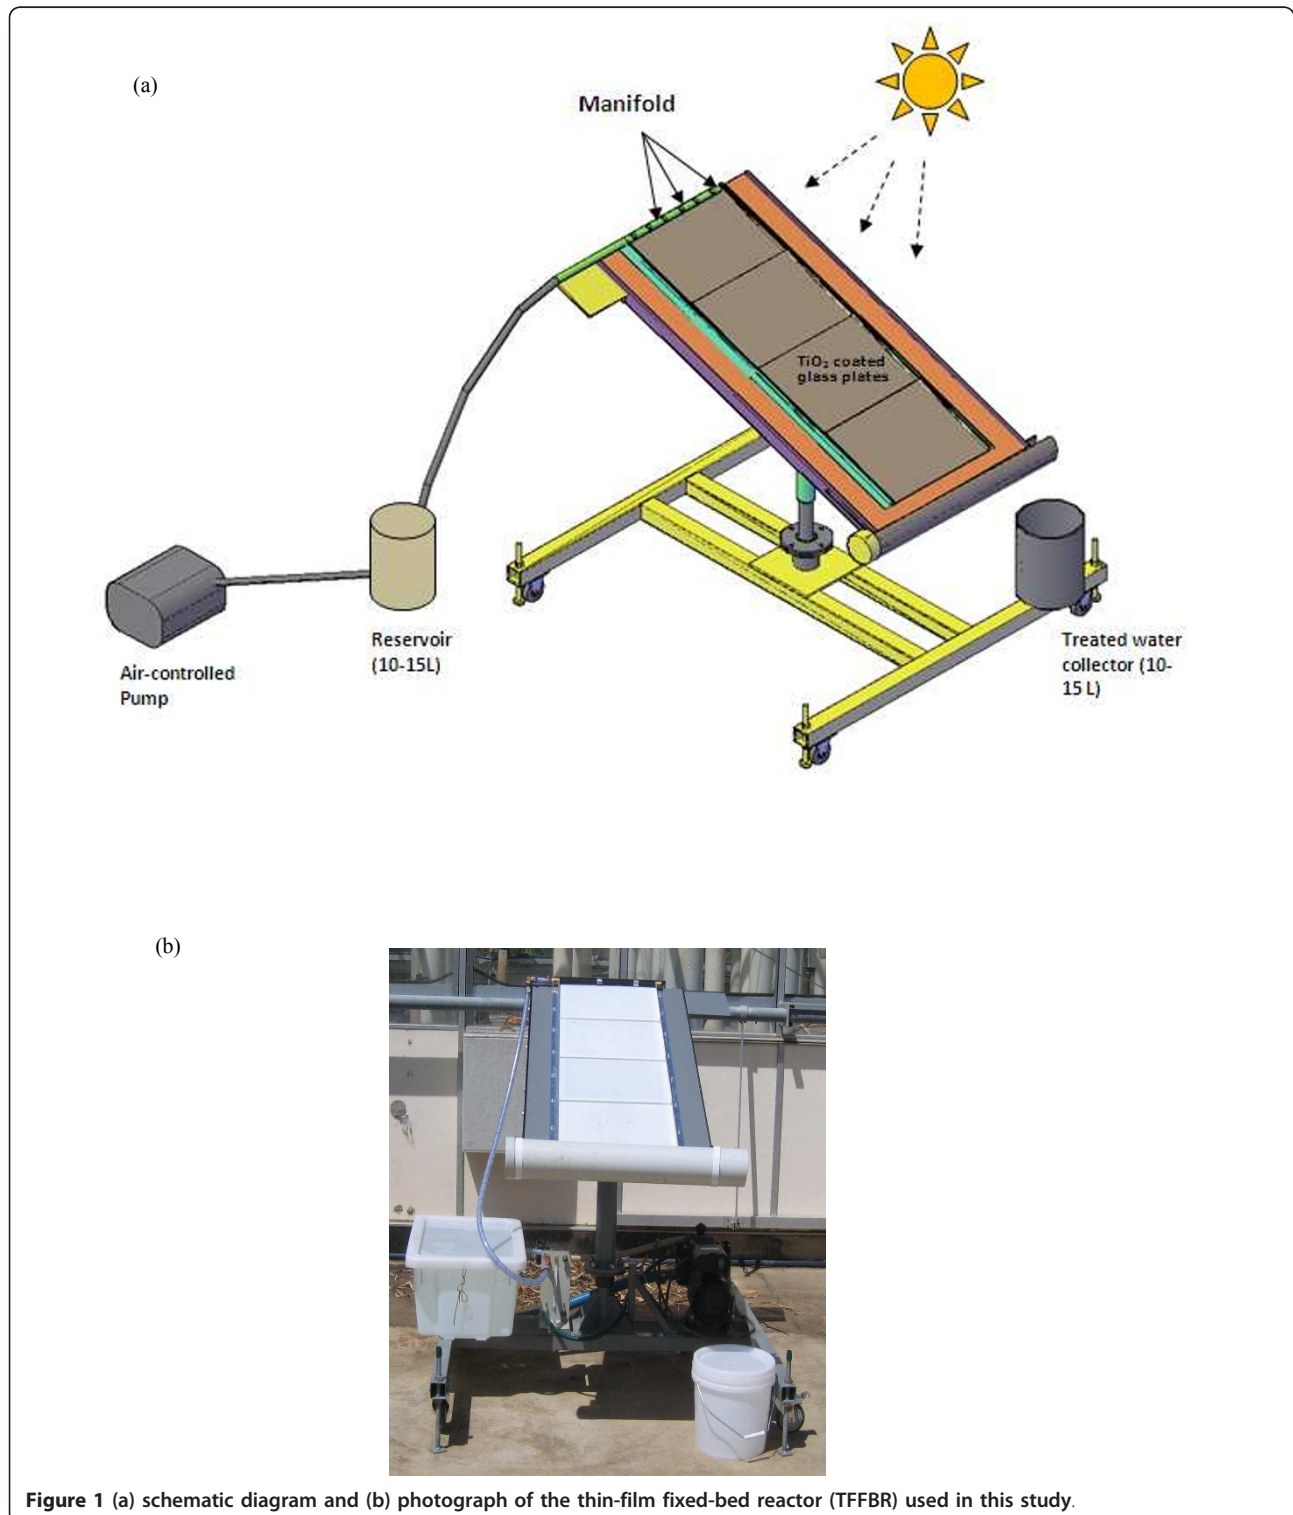 (a)
Manifold
TiO₂ coated
glass plates
Reservoir
(10-15L)
Air-controlled
Pump
Treated water
collector (10-
15 L)
(b)
Figure 1 (a) schematic diagram and (b) photograph of the thin-film fixed-bed reactor (TFFBR) used in this study.